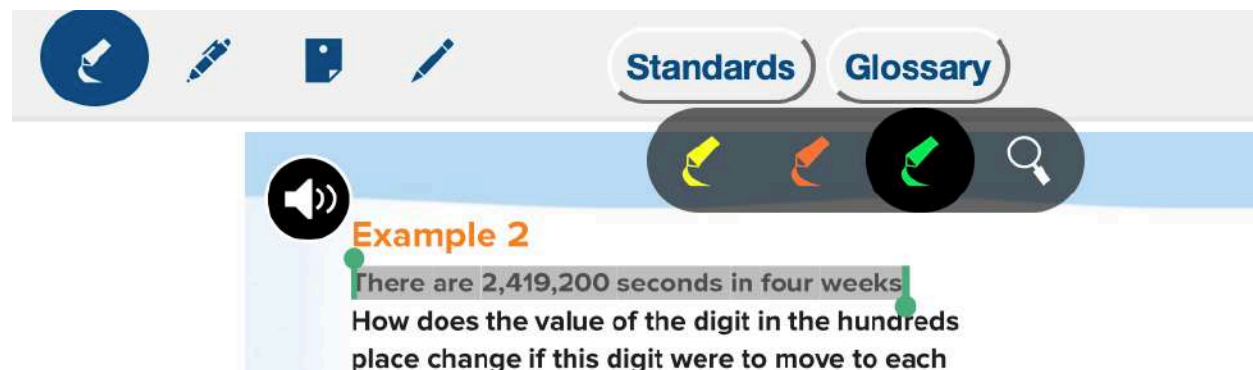 Standards Glossary
Example 2
There are 2,419,200 seconds in four weeks
How does the value of the digit in the hundreds
place change if this digit were to move to each